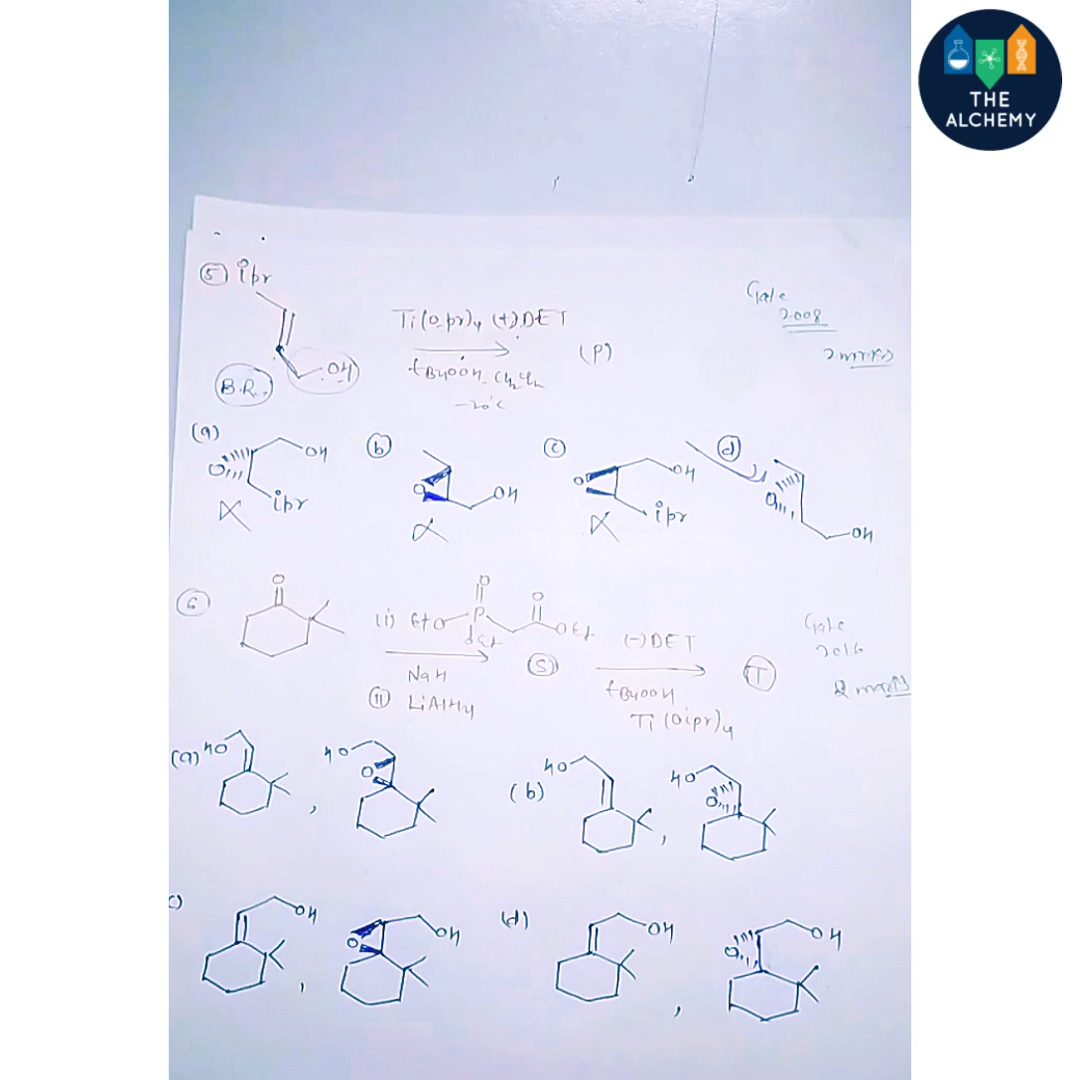 THE
ALCHEMY
(5) ipr
OH
B.R.
Ti(O.pr)4 (+).DET
tBuOOH, CH2Cl2
-20°C
(P)
Gate
2008
2 marks
(a)
OH
O
ipr
(b)
O
OH
(c)
O
OH
ipr
(d)
O
OH
6
O
(i) EtO P
O
OEt
O
OEt
NaH
(ii) LiAlH4
(S)
(-)DET
tBuOOH
Ti(Oipr)4
(T)
Gate
2016
2 marks
(a) HO
,
HO
O
(b)
HO
,
HO
O
c)
OH
,
O
OH
(d)
OH
,
O
OH